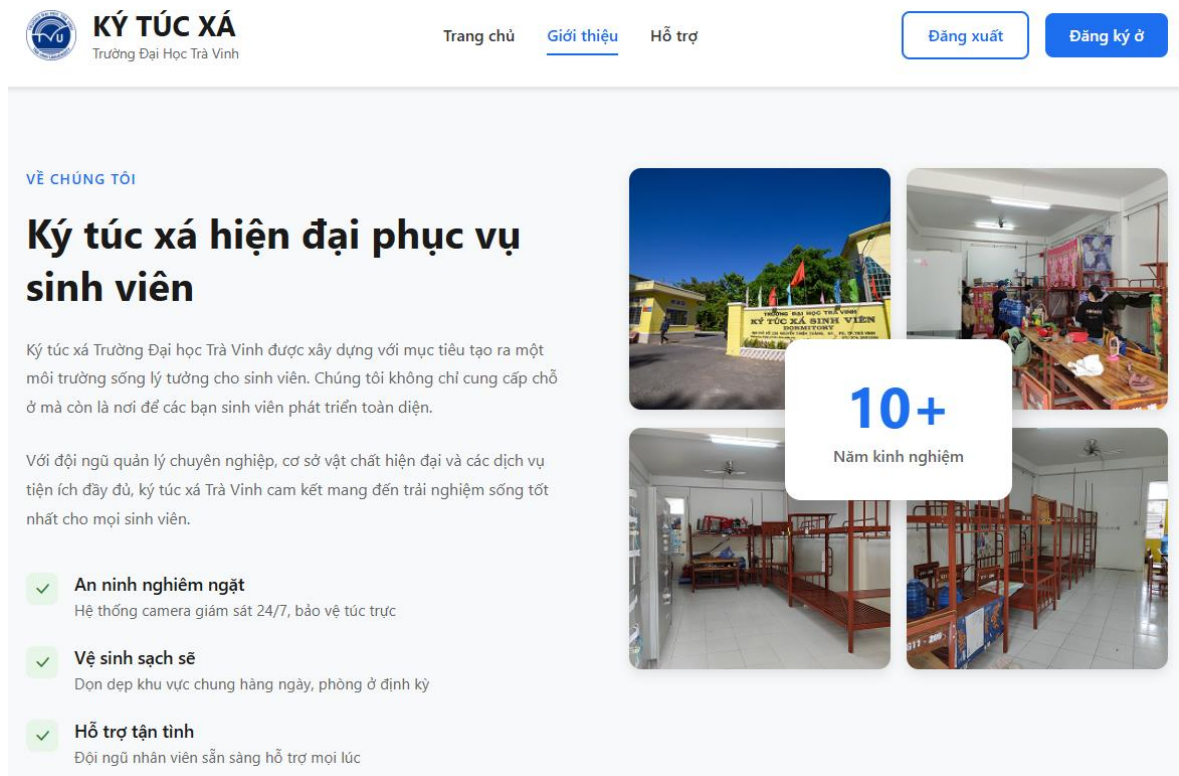 KÝ TÚC XÁ
Trường Đại Học Trà Vinh
Trang chủ
Giới thiệu
Hỗ trợ
Đăng xuất
Đăng ký ở
VỀ CHÚNG TÔI
Ký túc xá hiện đại phục vụ
sinh viên
Ký túc xá Trường Đại học Trà Vinh được xây dựng với mục tiêu tạo ra một
môi trường sống lý tưởng cho sinh viên. Chúng tôi không chỉ cung cấp chỗ
ở mà còn là nơi để các bạn sinh viên phát triển toàn diện.
Với đội ngũ quản lý chuyên nghiệp, cơ sở vật chất hiện đại và các dịch vụ
tiện ích đầy đủ, ký túc xá Trà Vinh cam kết mang đến trải nghiệm sống tốt
nhất cho mọi sinh viên.
An ninh nghiêm ngặt
Hệ thống camera giám sát 24/7, bảo vệ túc trực
Vệ sinh sạch sẽ
Dọn dẹp khu vực chung hàng ngày, phòng ở định kỳ
Hỗ trợ tận tình
Đội ngũ nhân viên sẵn sàng hỗ trợ mọi lúc
TRƯỜNG ĐẠI HỌC TRÀ VINH
KÝ TÚC XÁ SINH VIÊN
DORMITORY
10+
Năm kinh nghiệm